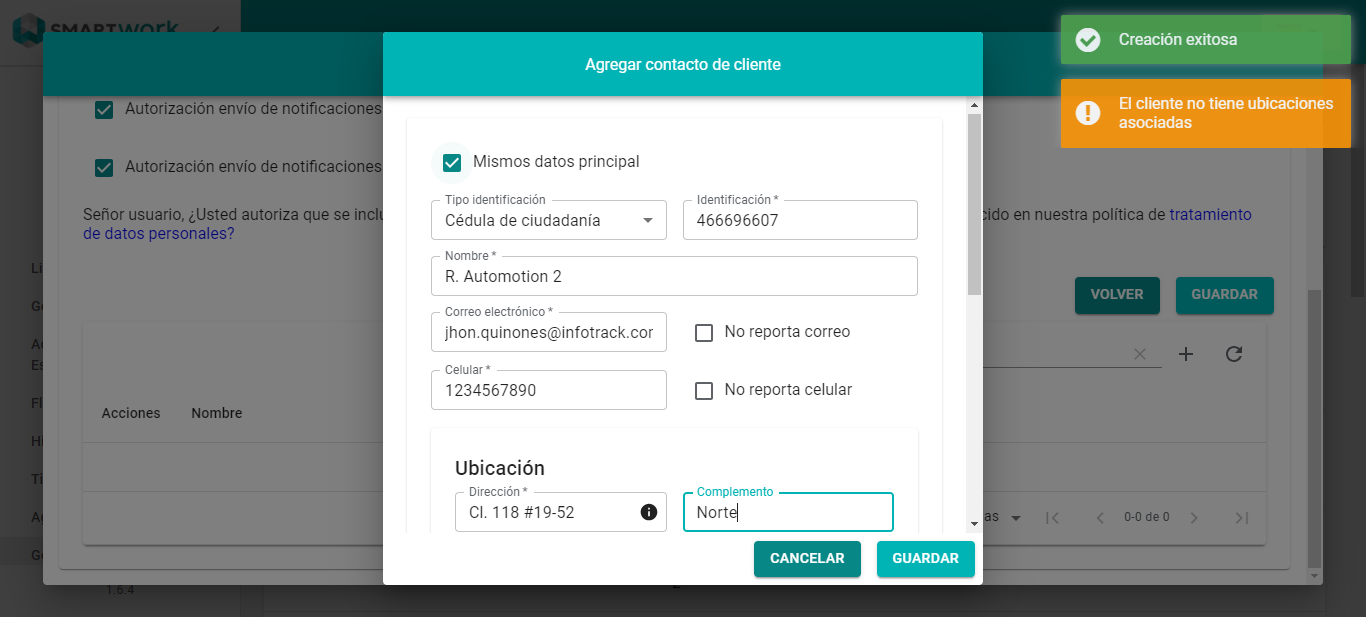 SMARTWORK
Agregar contacto de cliente
Creación exitosa
El cliente no tiene ubicaciones
asociadas
Autorización envío de notificaciones
Autorización envío de notificaciones
Señor usuario, ¿Usted autoriza que se
en nuestra política de tratamiento
de datos personales?
Mismos datos principal
Tipo identificación
Cédula de ciudadanía
Identificación *
466696607
Nombre *
R. Automotion 2
Correo electrónico *
jhon.quinones@infotrack.cor
No reporta correo
Celular *
1234567890
No reporta celular
VOLVER
GUARDAR
Acciones
Nombre
Ubicación
Dirección *
Cl. 118 #19-52
Complemento
Norte
0-0 de 0
CANCELAR
GUARDAR
1.6.4